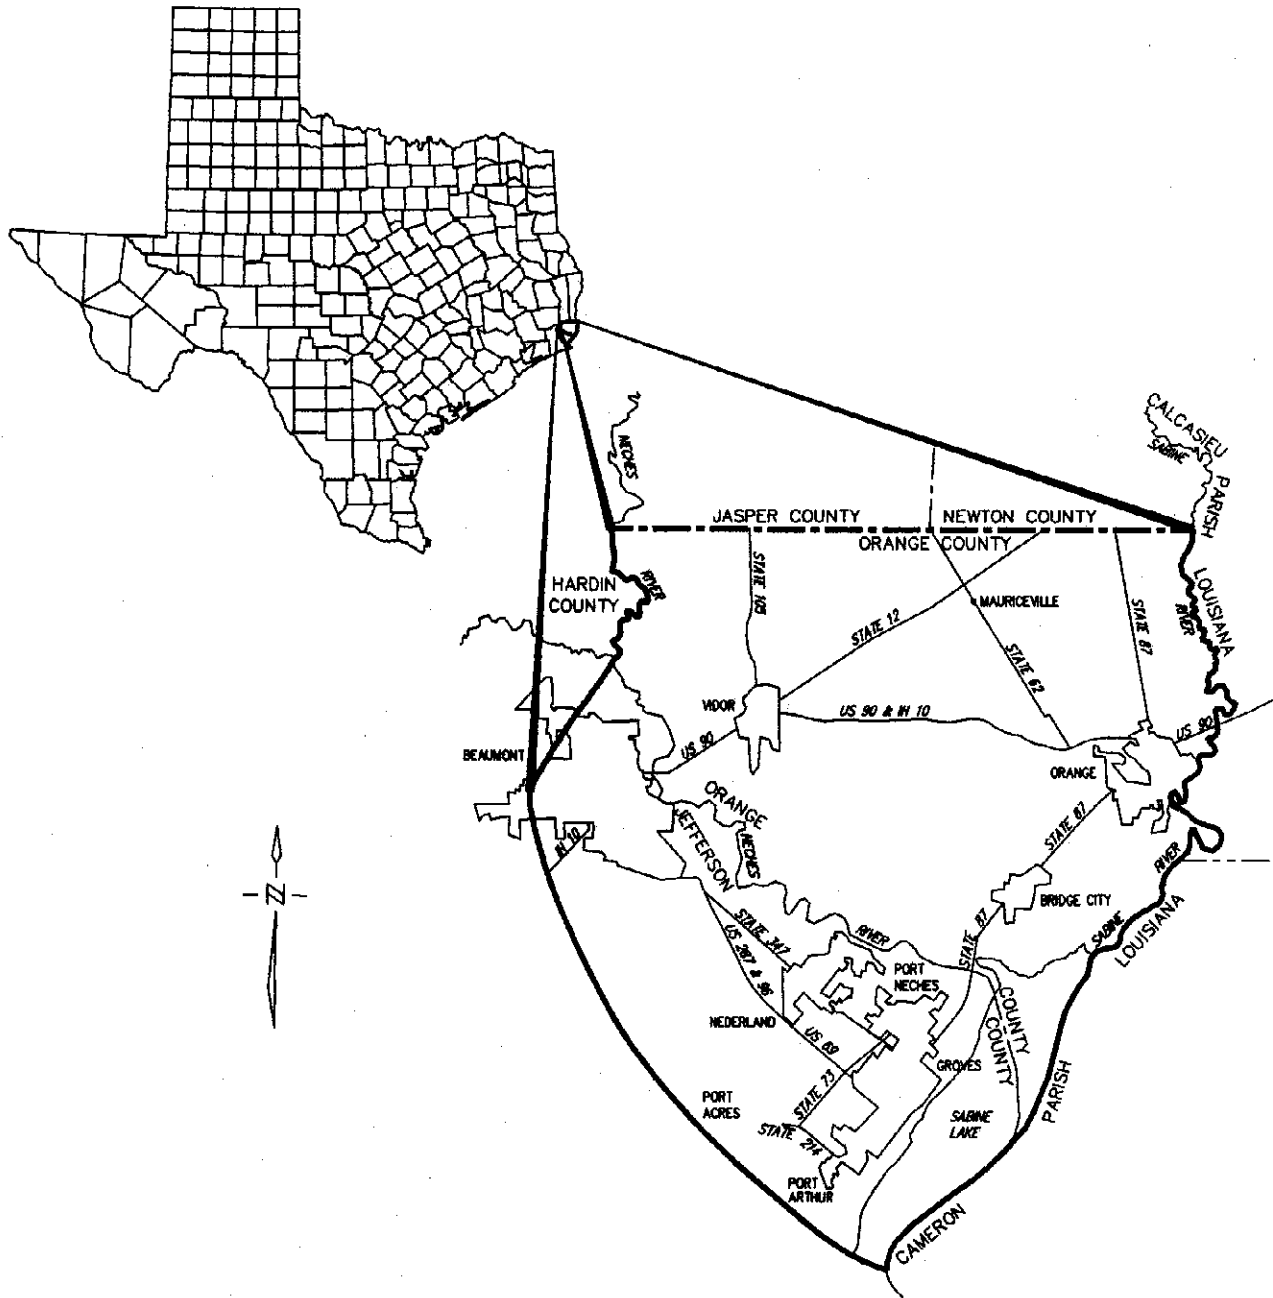 CALCASIEU
SABINE
PARISH
NECHES
JASPER COUNTY
NEWTON COUNTY
ORANGE COUNTY
HARDIN
COUNTY
RIVER
STATE 105
STATE 12
MAURICEVILLE
STATE 62
STATE 87
RIVER
LOUISIANA
VIDOR
US 90 & IH 10
US 90
US 90
BEAUMONT
ORANGE
ORANGE
JEFFERSON
NECHES
STATE 87
IH 10
N
RIVER
BRIDGE CITY
STATE 347
US 287 & 96
RIVER
STATE 87
SABINE
LOUISIANA
PORT
NECHES
COUNTY
COUNTY
NEDERLAND
US 69
GROVES
STATE 73
PORT
ACRES
PARISH
SABINE
LAKE
STATE 214
PORT
ARTHUR
CAMERON